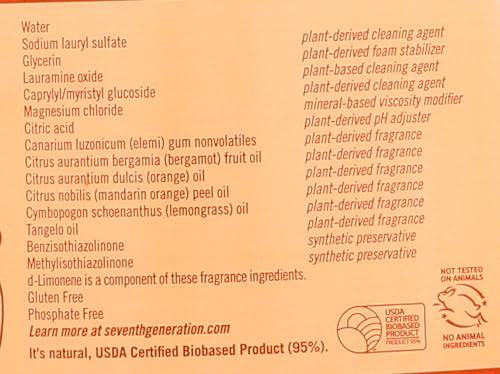 Water
Sodium lauryl sulfate plant-derived cleaning agent
Glycerin plant-derived foam stabilizer
Lauramine oxide plant-based cleaning agent
Caprylyl/myristyl glucoside plant-derived cleaning agent
Magnesium chloride mineral-based viscosity modifier
Citric acid plant-derived pH adjuster
Canarium luzonicum (elemi) gum nonvolatiles plant-derived fragrance
Citrus aurantium bergamia (bergamot) fruit oil plant-derived fragrance
Citrus aurantium dulcis (orange) oil plant-derived fragrance
Citrus nobilis (mandarin orange) peel oil plant-derived fragrance
Cymbopogon schoenanthus (lemongrass) oil plant-derived fragrance
Tangelo oil plant-derived fragrance
Benzisothiazolinone synthetic preservative
Methylisothiazolinone synthetic preservative
d-Limonene is a component of these fragrance ingredients.
Gluten Free
Phosphate Free
Learn more at seventhgeneration.com
It's natural, USDA Certified Biobased Product (95%).
USDA
CERTIFIED
BIOBASED
PRODUCT
PRODUCT 95%
NOT TESTED
ON ANIMALS
NO ANIMAL
INGREDIENTS